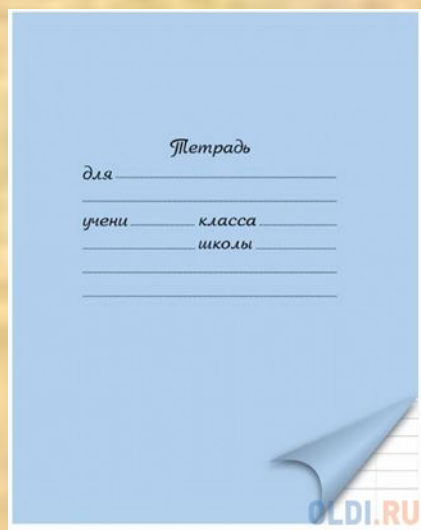 Тетрадь
для
учени класса
школы
OLDI.RU